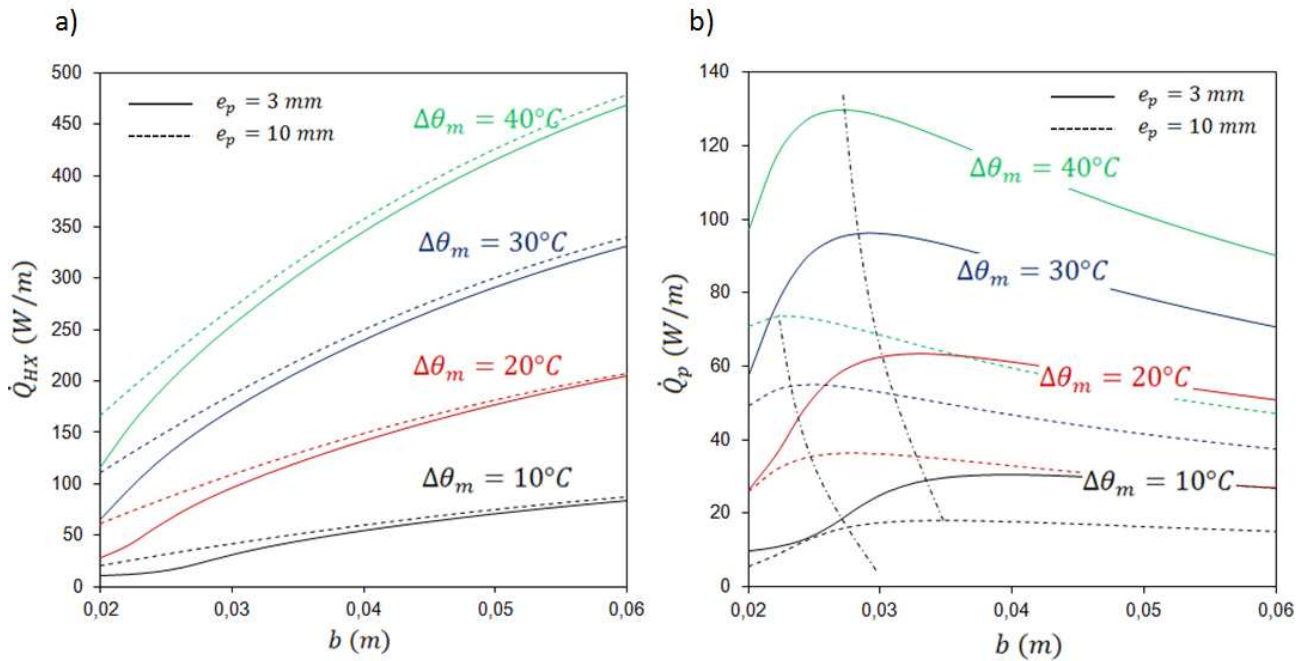 a)
500
450
400
350
300
250
200
150
100
50
0
Q̇_HX (W/m)
e_p = 3 mm
e_p = 10 mm
Δθ_m = 40°C
Δθ_m = 30°C
Δθ_m = 20°C
Δθ_m = 10°C
0,02 0,03 0,04 0,05 0,06
b (m)
b)
140
120
100
80
60
40
20
0
Q̇_p (W/m)
e_p = 3 mm
e_p = 10 mm
Δθ_m = 40°C
Δθ_m = 30°C
Δθ_m = 20°C
Δθ_m = 10°C
0,02 0,03 0,04 0,05 0,06
b (m)